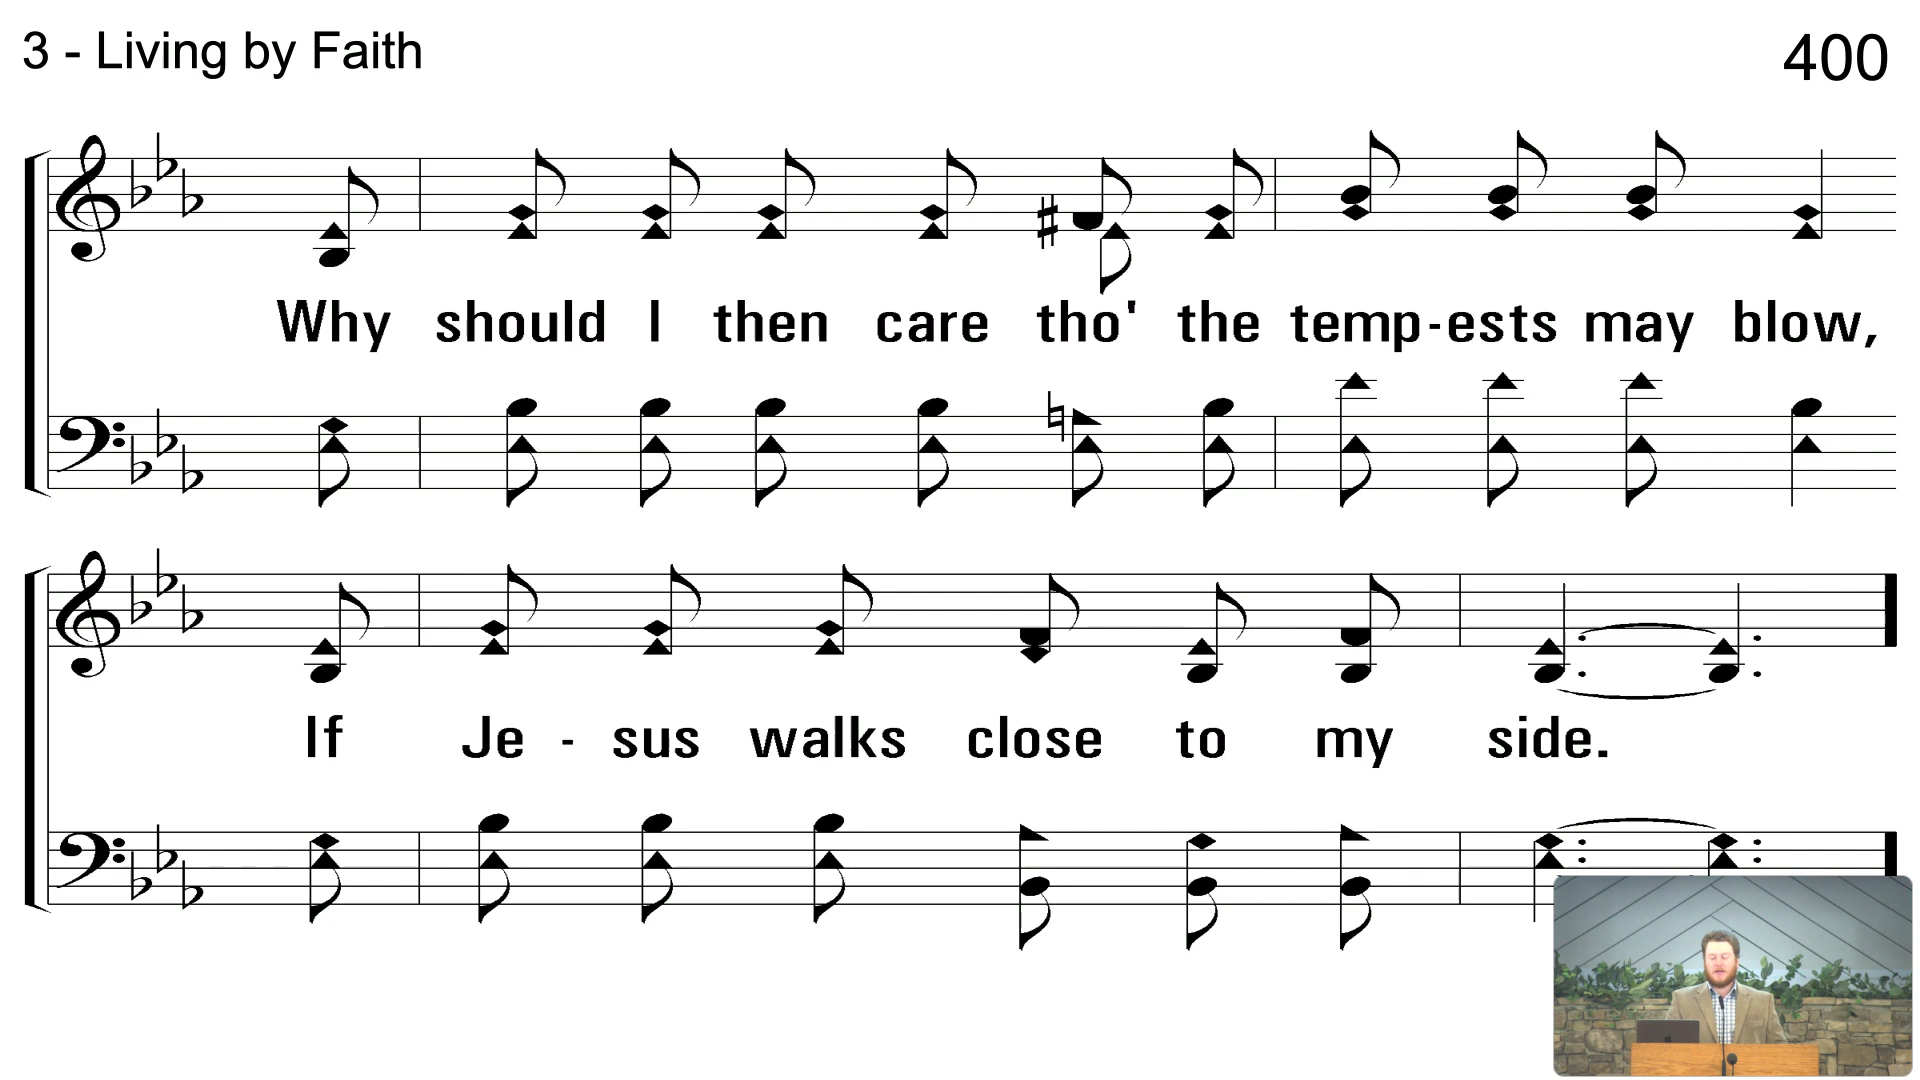 3 - Living by Faith
400
Why should I then care tho' the temp-ests may blow,
If Je - sus walks close to my side.